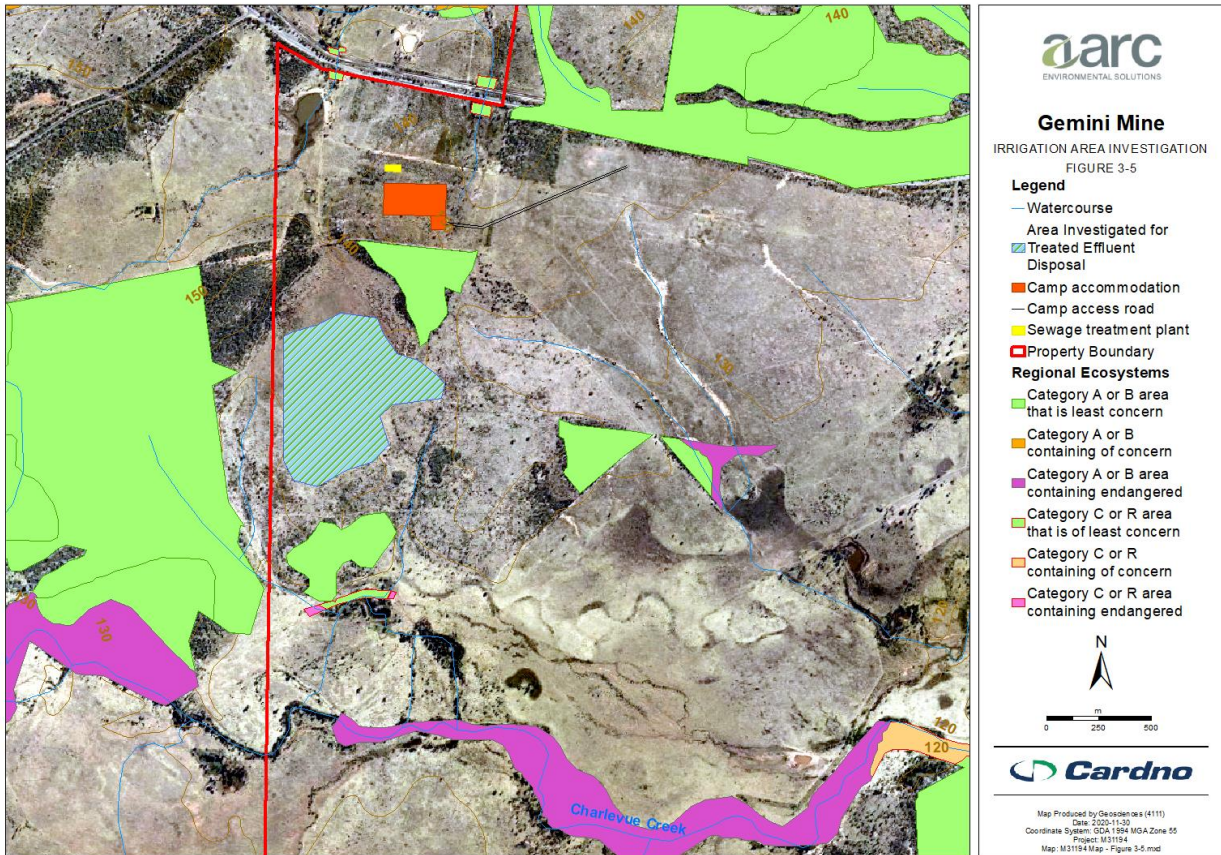 140
140
150
140
140
150
130
120
130
130
120
120
Charlevue Creek
aarc
ENVIRONMENTAL SOLUTIONS
Gemini Mine
IRRIGATION AREA INVESTIGATION
FIGURE 3-5
Legend
Watercourse
Area Investigated for
Treated Effluent
Disposal
Camp accommodation
Camp access road
Sewage treatment plant
Property Boundary
Regional Ecosystems
Category A or B area
that is least concern
Category A or B
containing of concern
Category A or B area
containing endangered
Category C or R area
that is of least concern
Category C or R
containing of concern
Category C or R area
containing endangered
N
m
0 250 500
Cardno
Map Produced by Geosciences (4111)
Date: 2020-11-30
Coordinate System: GDA 1994 MGA Zone 55
Project: M31194
Map: M31194 Map - Figure 3-5.mxd